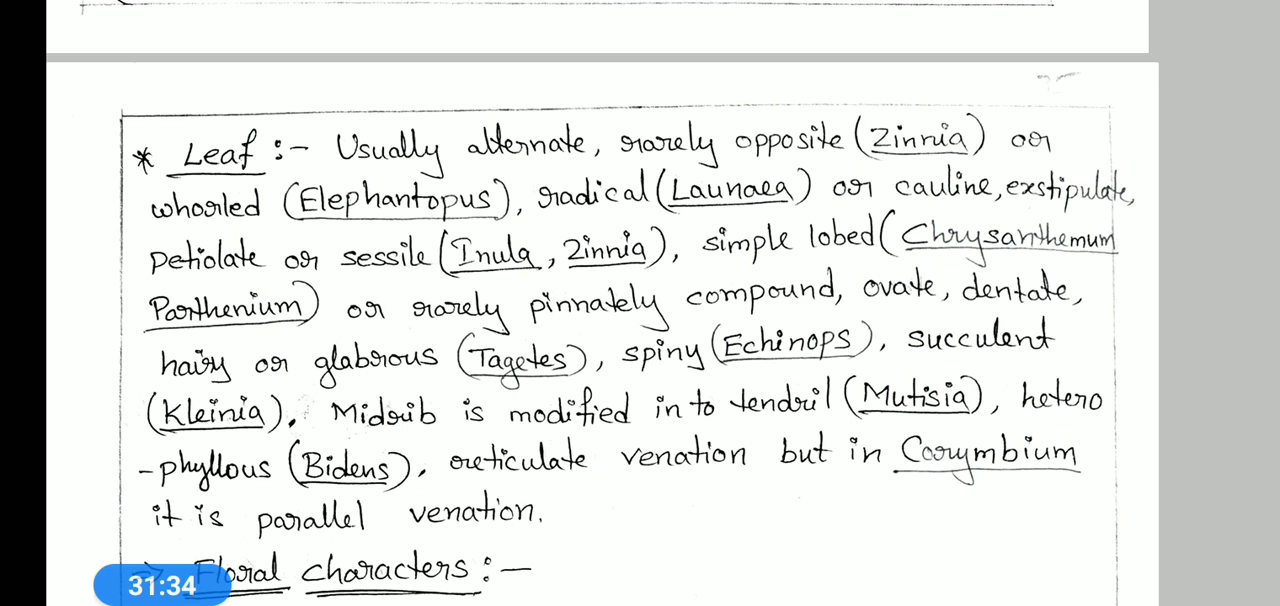 * Leaf :- Usually alternate, rarely opposite (Zinnia) or
whorled (Elephantopus), radical (Launaea) or cauline, exstipulate,
petiolate or sessile (Inula, Zinnia), simple lobed (Chrysanthemum
Parthenium) or rarely pinnately compound, ovate, dentate,
hairy or glabrous (Tagetes), spiny (Echinops), succulent
(Kleinia). Midrib is modified in to tendril (Mutisia), hetero
-phyllous (Bidens), reticulate venation but in Corymbium
it is parallel venation.
Floral characters :-
31:34